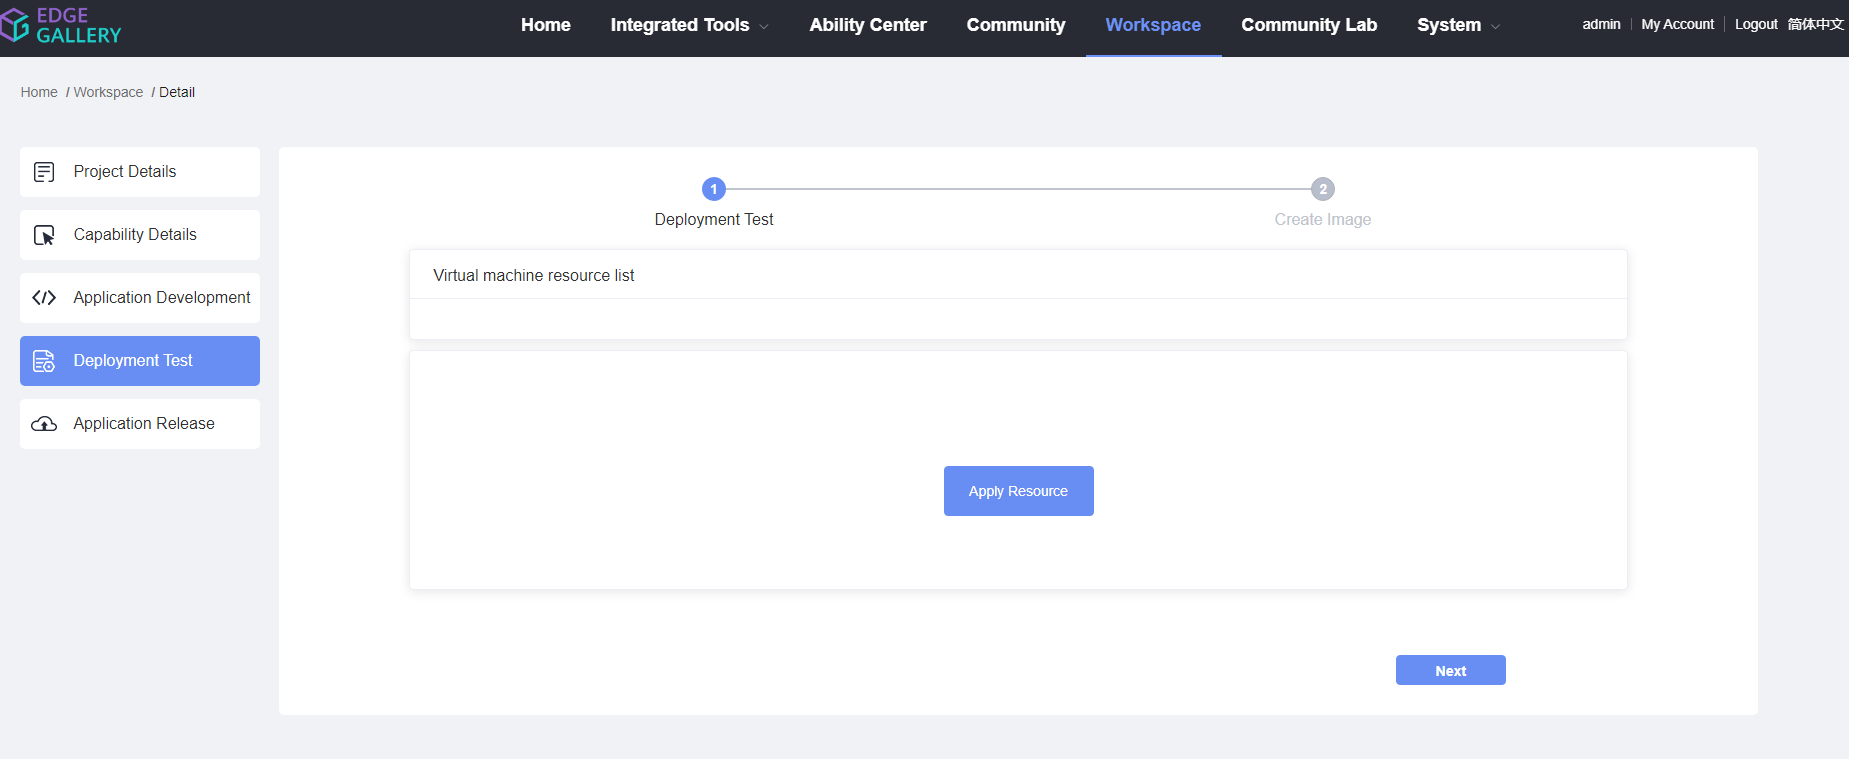 EDGE
GALLERY
Home Integrated Tools Ability Center Community Workspace Community Lab System admin My Account Logout 简体中文
Home / Workspace / Detail
Project Details
Capability Details
Application Development
Deployment Test
Application Release
1 2
Deployment Test Create Image
Virtual machine resource list
Apply Resource
Next